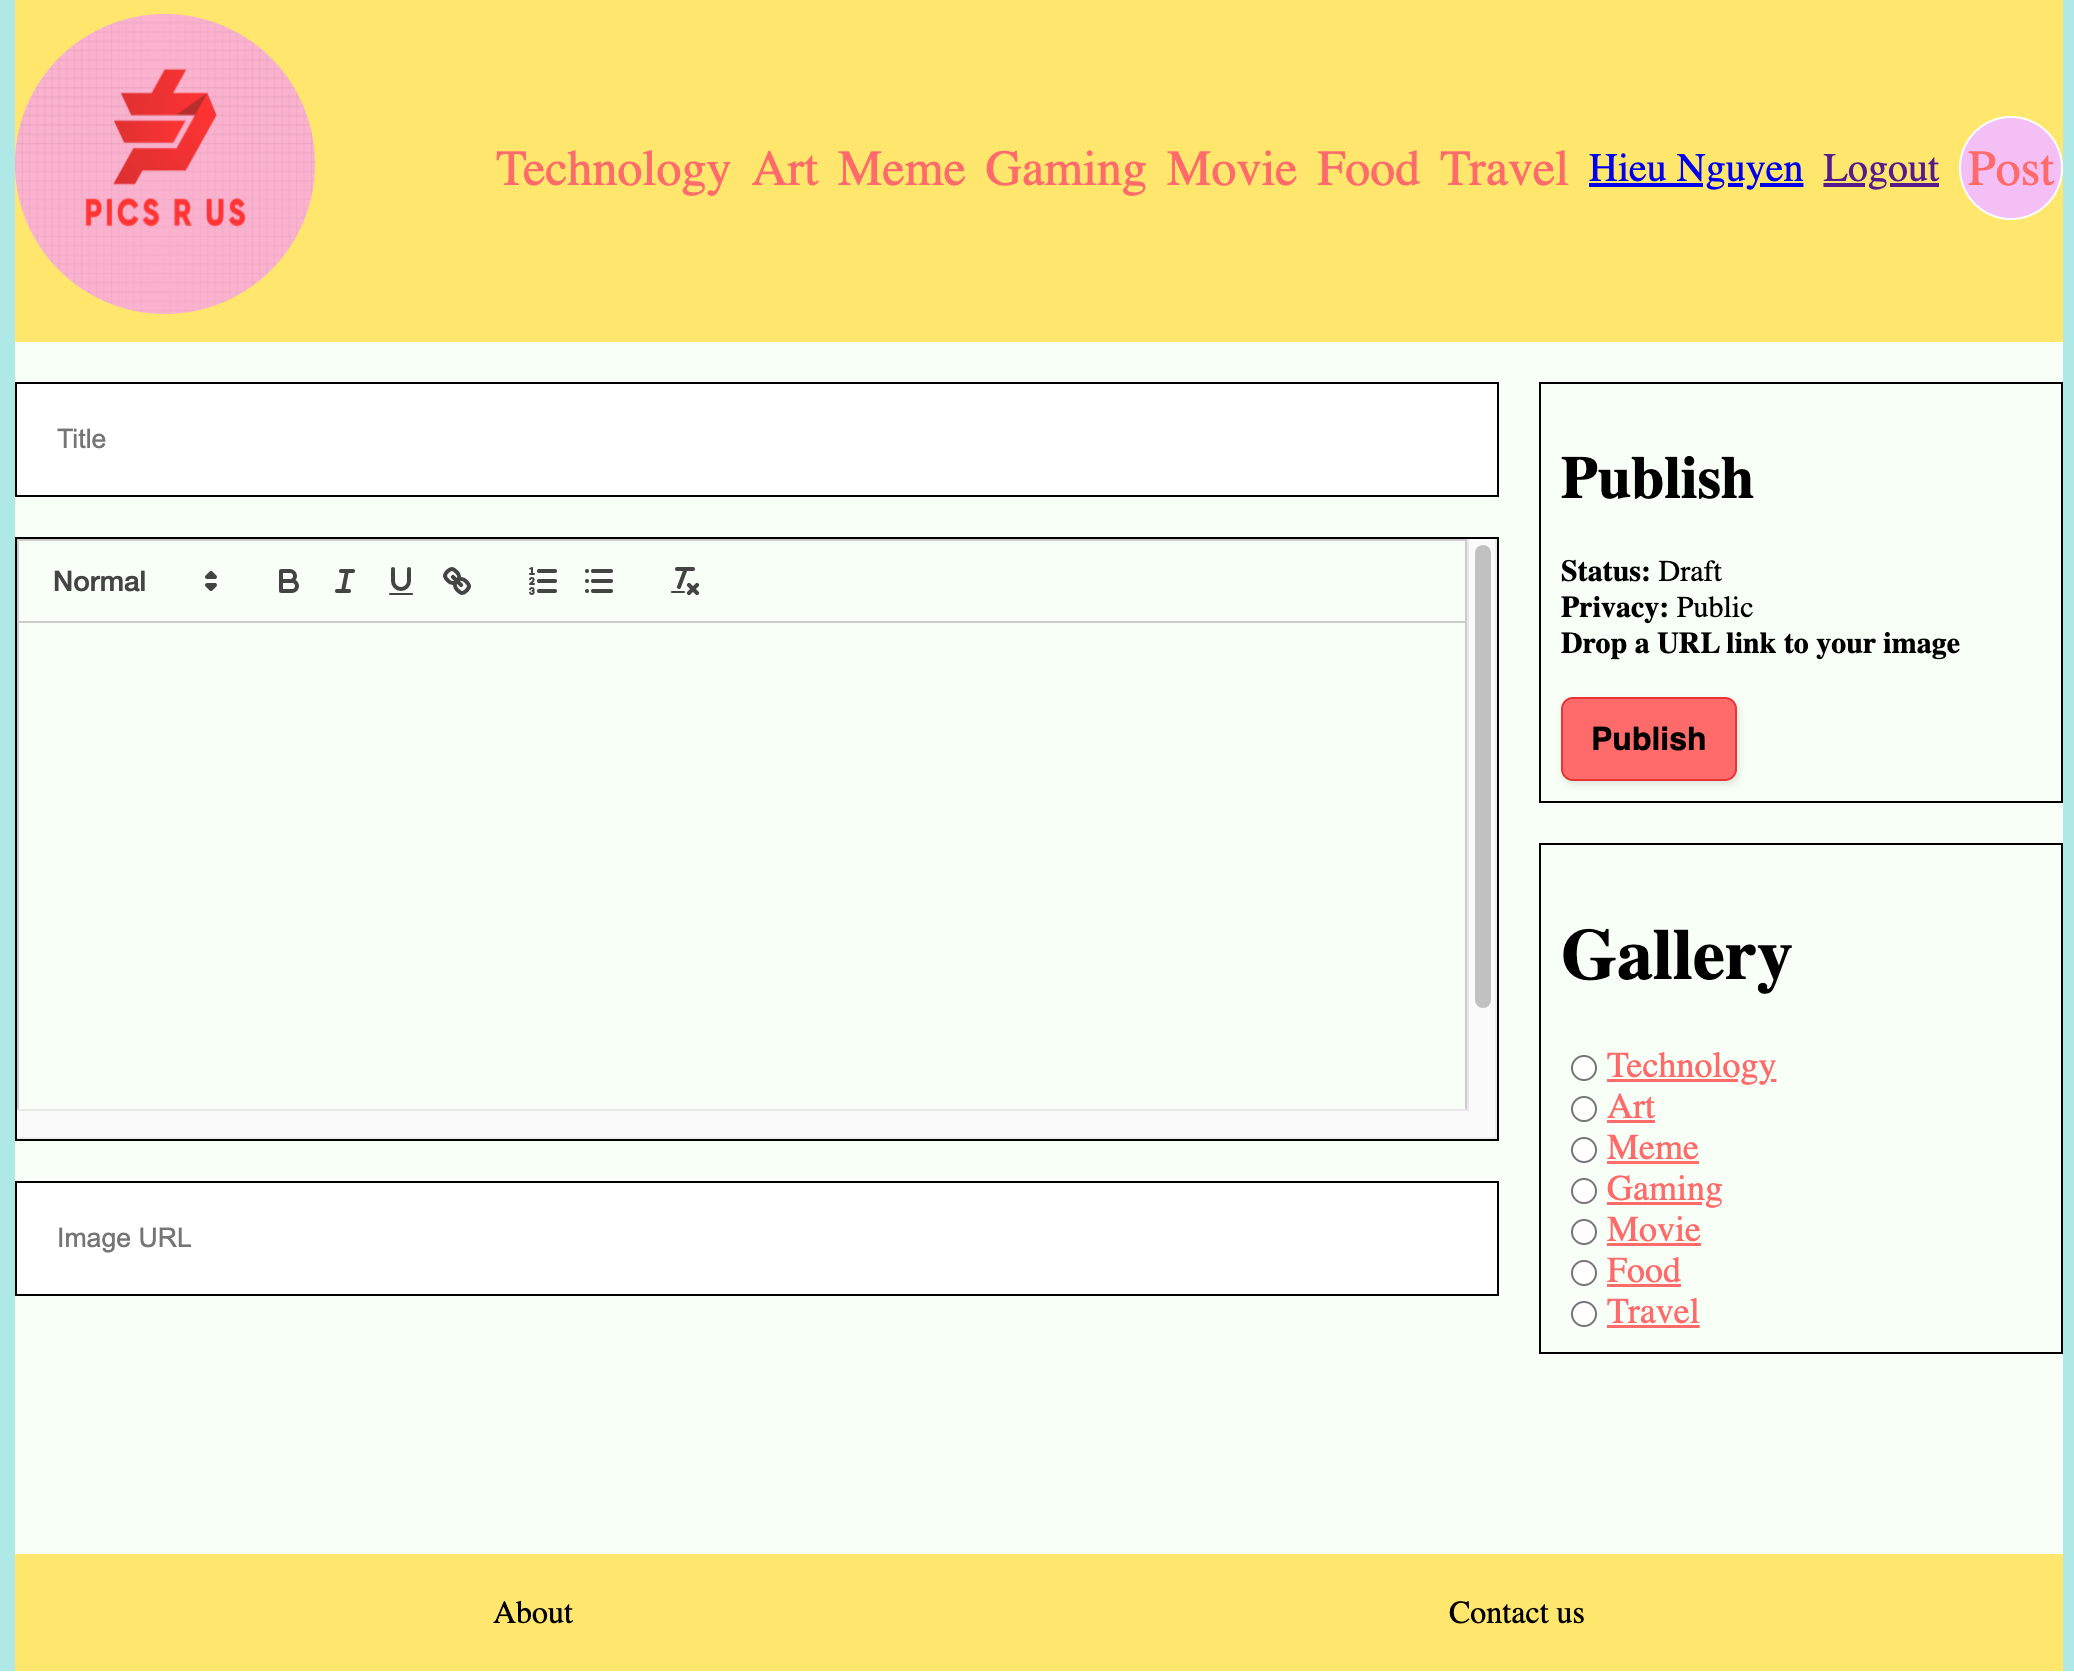 PICS R US
Technology Art Meme Gaming Movie Food Travel Hieu Nguyen Logout Post
Title
Normal
Image URL
Publish
Status: Draft
Privacy: Public
Drop a URL link to your image
Publish
Gallery
Technology
Art
Meme
Gaming
Movie
Food
Travel
About
Contact us